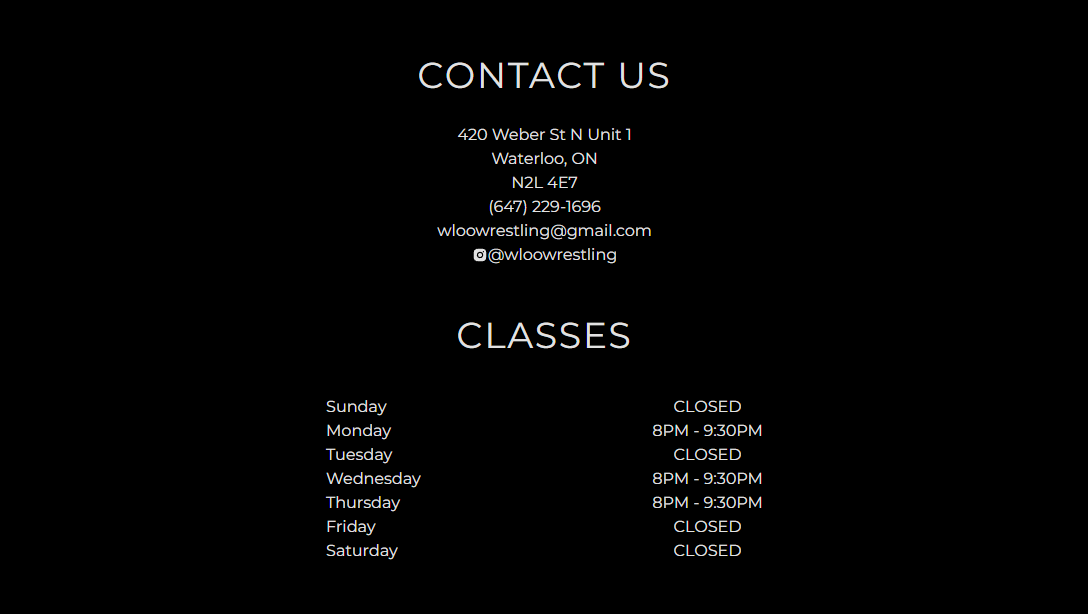 CONTACT US
420 Weber St N Unit 1
Waterloo, ON
N2L 4E7
(647) 229-1696
wloowrestling@gmail.com
@wloowrestling
CLASSES
Sunday CLOSED
Monday 8PM - 9:30PM
Tuesday CLOSED
Wednesday 8PM - 9:30PM
Thursday 8PM - 9:30PM
Friday CLOSED
Saturday CLOSED